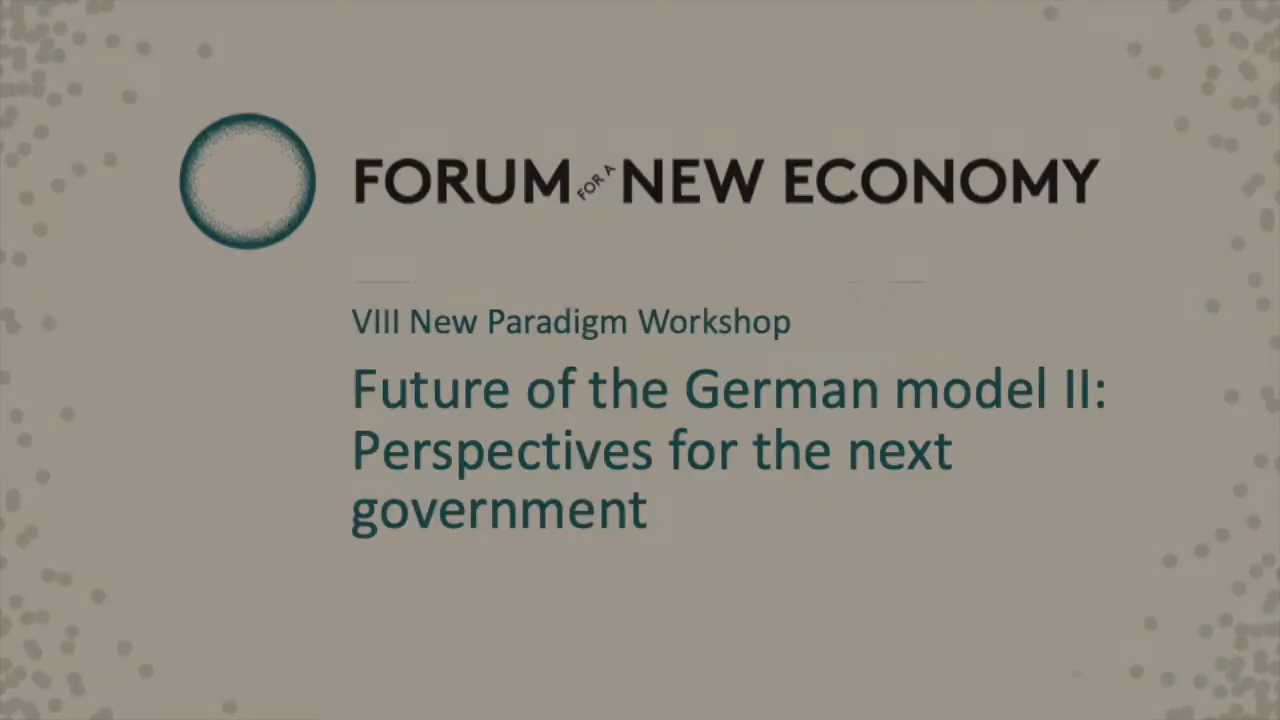 FORUM FOR A NEW ECONOMY
VIII New Paradigm Workshop
Future of the German model II:
Perspectives for the next
government